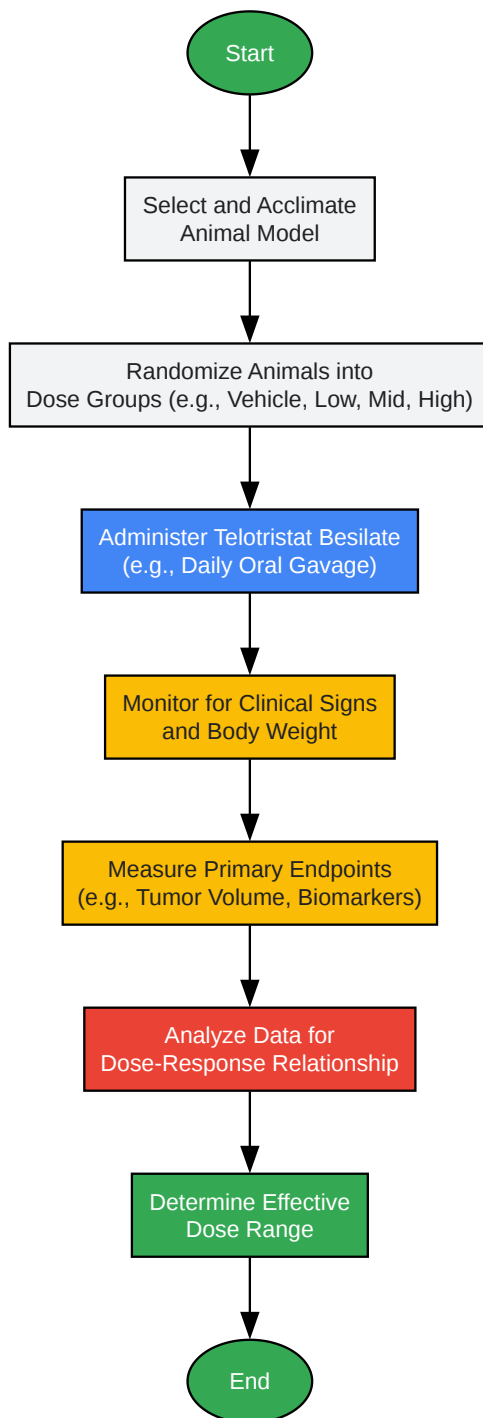 Start
Select and Acclimate
Animal Model
Randomize Animals into
Dose Groups (e.g., Vehicle, Low, Mid, High)
Administer Telotristat Besilate
(e.g., Daily Oral Gavage)
Monitor for Clinical Signs
and Body Weight
Measure Primary Endpoints
(e.g., Tumor Volume, Biomarkers)
Analyze Data for
Dose-Response Relationship
Determine Effective
Dose Range
End